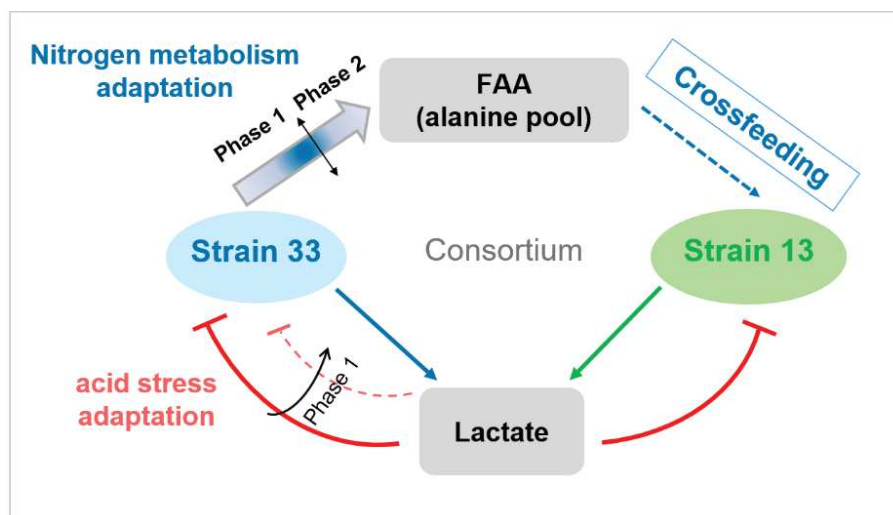 Nitrogen metabolism
adaptation
Phase 1
Phase 2
FAA
(alanine pool)
Crossfeeding
Strain 33
Consortium
Strain 13
acid stress
adaptation
Phase 1
Lactate